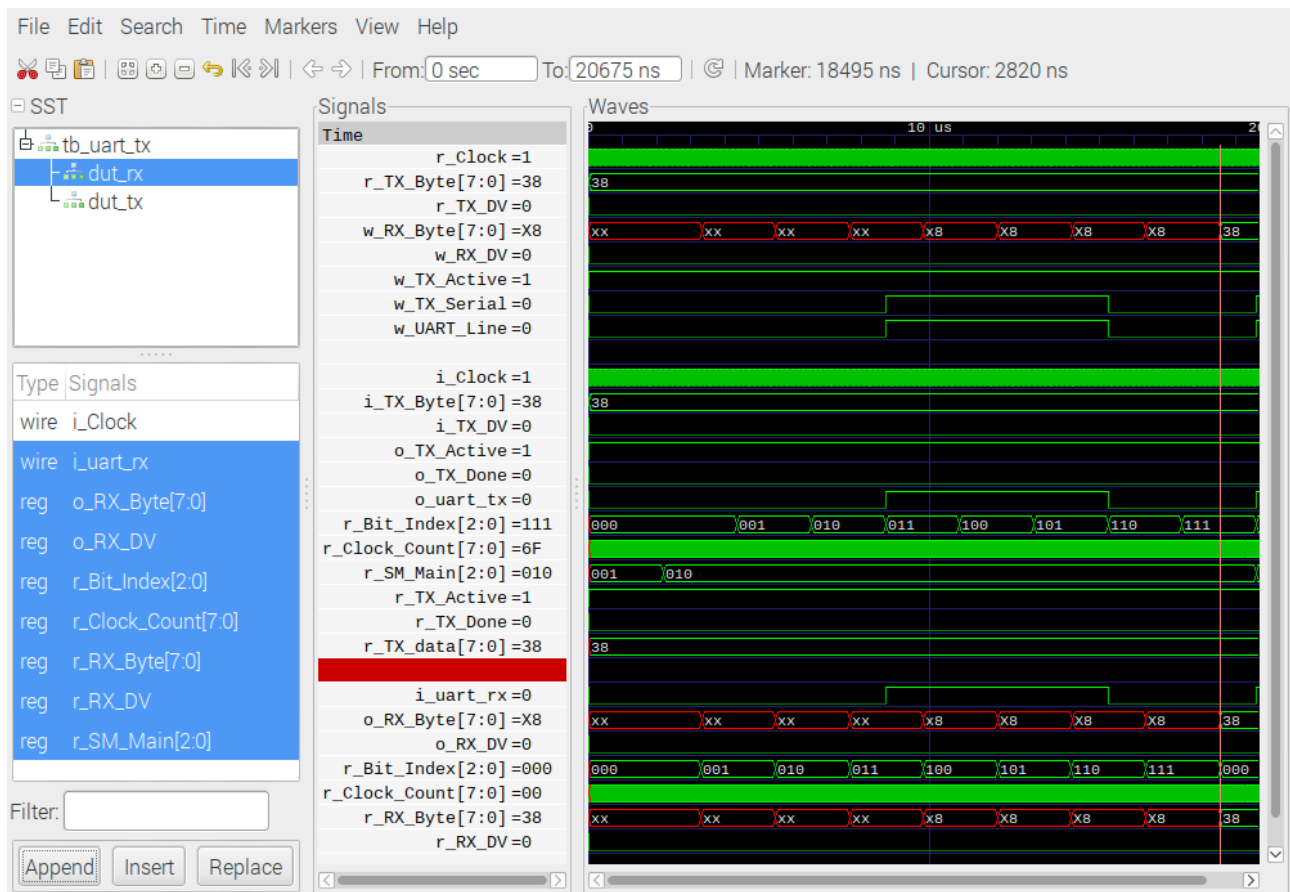 File Edit Search Time Markers View Help
From: 0 sec To: 20675 ns Marker: 18495 ns | Cursor: 2820 ns
SST
tb_uart_tx
dut_rx
dut_tx
Type Signals
wire i_Clock
wire i_uart_rx
reg o_RX_Byte[7:0]
reg o_RX_DV
reg r_Bit_Index[2:0]
reg r_Clock_Count[7:0]
reg r_RX_Byte[7:0]
reg r_RX_DV
reg r_SM_Main[2:0]
Filter:
Append Insert Replace
Signals
Time
r_Clock=1
r_TX_Byte[7:0]=38
r_TX_DV=0
w_RX_Byte[7:0]=X8
w_RX_DV=0
w_TX_Active=1
w_TX_Serial=0
w_UART_Line=0
i_Clock=1
i_TX_Byte[7:0]=38
i_TX_DV=0
o_TX_Active=1
o_TX_Done=0
o_uart_tx=0
r_Bit_Index[2:0]=111
r_Clock_Count[7:0]=6F
r_SM_Main[2:0]=010
r_TX_Active=1
r_TX_Done=0
r_TX_data[7:0]=38
i_uart_rx=0
o_RX_Byte[7:0]=X8
o_RX_DV=0
r_Bit_Index[2:0]=000
r_Clock_Count[7:0]=00
r_RX_Byte[7:0]=38
r_RX_DV=0
Waves
0 10 us 2
38
xx xx xx xx x8 X8 X8 X8 38
38
000 001 010 011 100 101 110 111
001 010
38
xx xx xx xx x8 X8 X8 X8 38
000 001 010 011 100 101 110 111 000
xx xx xx xx x8 X8 X8 X8 38